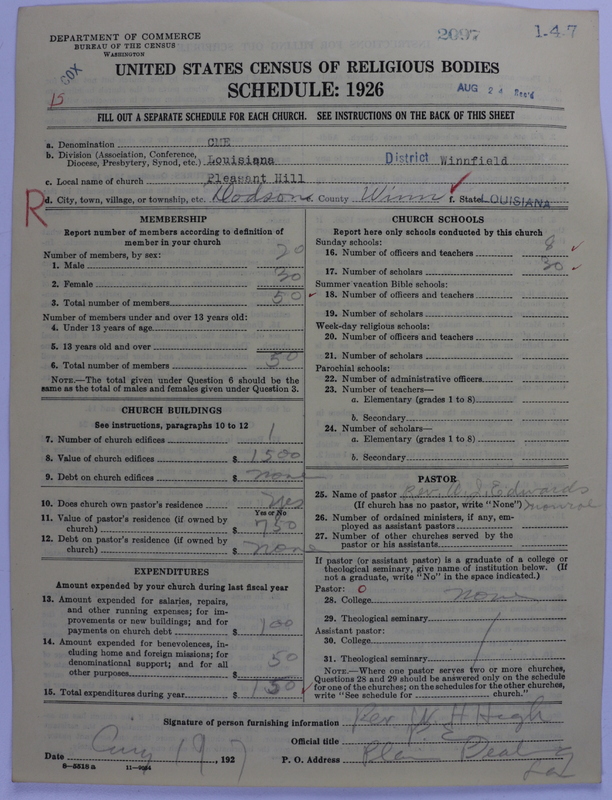 DEPARTMENT OF COMMERCE
BUREAU OF THE CENSUS
WASHINGTON
2097
1-4-7
COX
15
UNITED STATES CENSUS OF RELIGIOUS BODIES
SCHEDULE: 1926
AUG 24
FILL OUT A SEPARATE SCHEDULE FOR EACH CHURCH. SEE INSTRUCTIONS ON THE BACK OF THIS SHEET
a. Denomination CME
b. Division (Association, Conference, Diocese, Presbytery, Synod, etc.) Louisiana District Winnfield
c. Local name of church Pleasant Hill
R
d. City, town, village, or township, etc. Dodson e. County Winn f. State LOUISIANA
MEMBERSHIP
Report number of members according to definition of
member in your church
Number of members, by sex:
1. Male 20
2. Female 30
3. Total number of members 50
Number of members under and over 13 years old:
4. Under 13 years of age
5. 13 years old and over
6. Total number of members 50
NOTE.—The total given under Question 6 should be the
same as the total of males and females given under Question 3.
CHURCH BUILDINGS
See instructions, paragraphs 10 to 12
7. Number of church edifices 1
8. Value of church edifices $ 1500
9. Debt on church edifices $ none
10. Does church own pastor's residence yes
Yes or No
11. Value of pastor's residence (if owned by
church) $ 750
12. Debt on pastor's residence (if owned by
church) $ none
EXPENDITURES
Amount expended by your church during last fiscal year
13. Amount expended for salaries, repairs,
and other running expenses; for im-
provements or new buildings; and for
payments on church debt $ 100
14. Amount expended for benevolences, in-
cluding home and foreign missions; for
denominational support; and for all
other purposes $ 50
15. Total expenditures during year $ 150
CHURCH SCHOOLS
Report here only schools conducted by this church
Sunday schools:
16. Number of officers and teachers 8
17. Number of scholars 30
Summer vacation Bible schools:
18. Number of officers and teachers
19. Number of scholars
Week-day religious schools:
20. Number of officers and teachers
21. Number of scholars
Parochial schools:
22. Number of administrative officers
23. Number of teachers—
a. Elementary (grades 1 to 8)
b. Secondary
24. Number of scholars—
a. Elementary (grades 1 to 8)
b. Secondary
PASTOR
25. Name of pastor Rev. W. J. Edwards
(If church has no pastor, write "None") Monroe
26. Number of ordained ministers, if any, em-
ployed as assistant pastors
27. Number of other churches served by the
pastor or his assistants
If pastor (or assistant pastor) is a graduate of a college or
theological seminary, give name of institution below. (If
not a graduate, write "No" in the space indicated.)
Pastor: 0
28. College none
29. Theological seminary
Assistant pastor:
30. College
31. Theological seminary
NOTE.—Where one pastor serves two or more churches,
Questions 28 and 29 should be answered only on the schedule
for one of the churches; on the schedules for the other churches,
write "See schedule for church."
Signature of person furnishing information Rev. W. H. High
Official title P. E
Date Aug 19, 1927 P. O. Address Plain Dealing
La
8-5518 a 11-9084